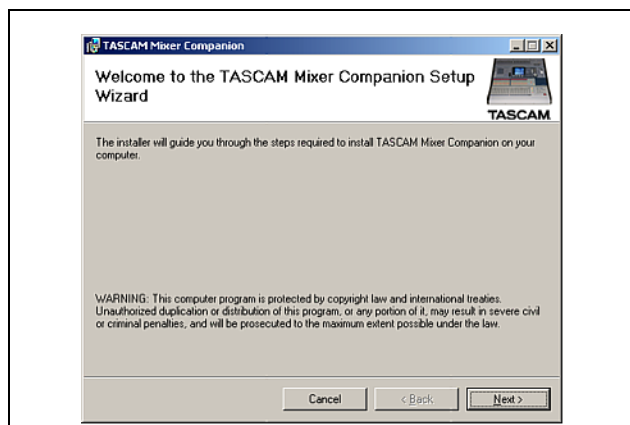 TASCAM Mixer Companion
Welcome to the TASCAM Mixer Companion Setup
Wizard
TASCAM
The installer will guide you through the steps required to install TASCAM Mixer Companion on your
computer.
WARNING: This computer program is protected by copyright law and international treaties.
Unauthorized duplication or distribution of this program, or any portion of it, may result in severe civil
or criminal penalties, and will be prosecuted to the maximum extent possible under the law.
Cancel
< Back
Next >